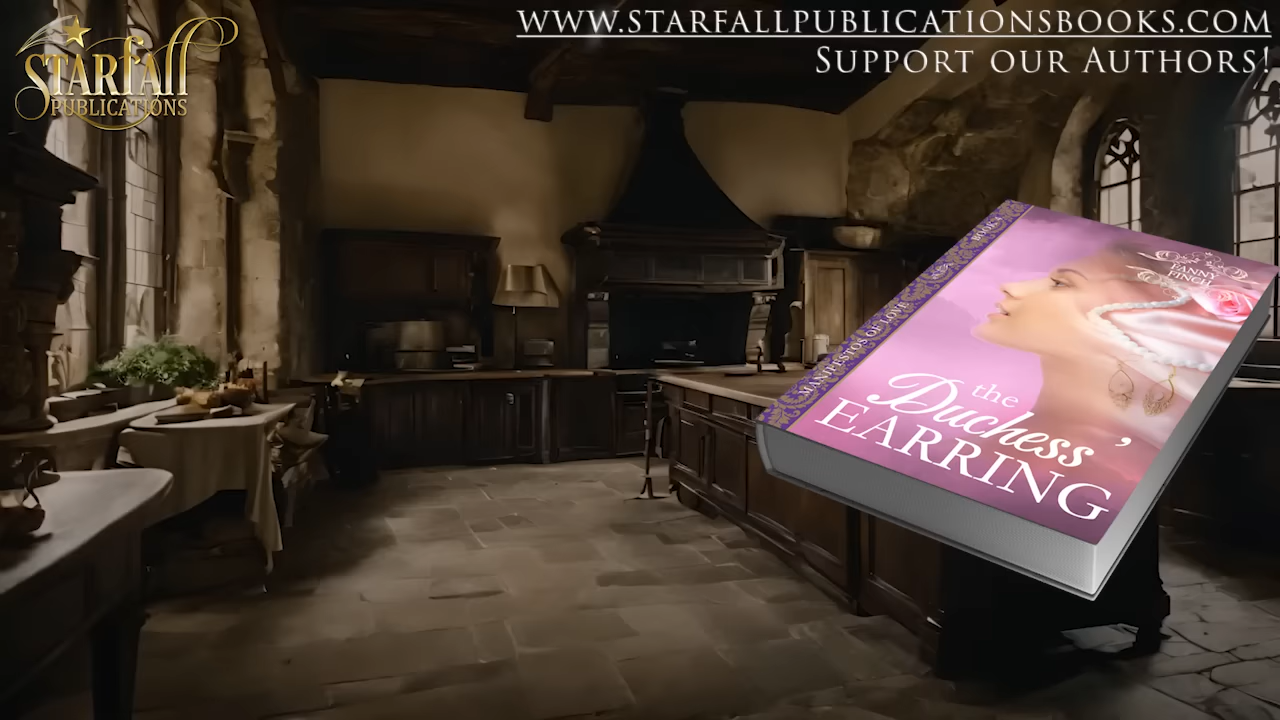 STARfall
PUBLICATIONS
WWW.STARFALLPUBLICATIONSBOOKS.COM
SUPPORT OUR AUTHORS!
FANNY
FINCH
MANIFESTOS OF LOVE
the
Duchess'
EARRING